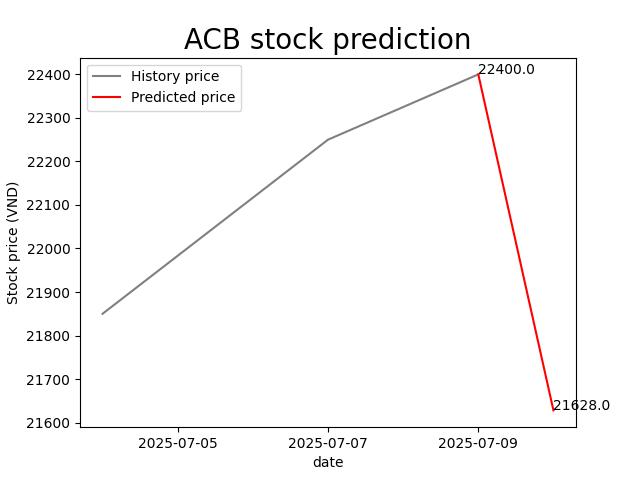 ACB stock prediction
History price
Predicted price
22400.0
21628.0
22400
22300
22200
22100
22000
21900
21800
21700
21600
Stock price (VND)
2025-07-05
2025-07-07
2025-07-09
date